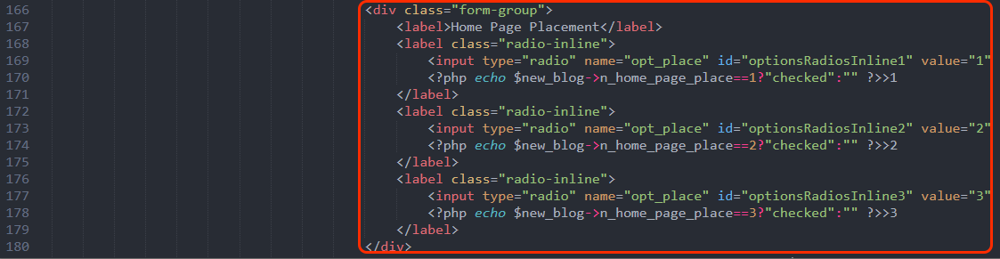 166 <div class="form-group">
167 <label>Home Page Placement</label>
168 <label class="radio-inline">
169 <input type="radio" name="opt_place" id="optionsRadiosInline1" value="1"
170 <?php echo $new_blog->n_home_page_place==1?"checked":"" ?>>1
171 </label>
172 <label class="radio-inline">
173 <input type="radio" name="opt_place" id="optionsRadiosInline2" value="2"
174 <?php echo $new_blog->n_home_page_place==2?"checked":"" ?>>2
175 </label>
176 <label class="radio-inline">
177 <input type="radio" name="opt_place" id="optionsRadiosInline3" value="3"
178 <?php echo $new_blog->n_home_page_place==3?"checked":"" ?>>3
179 </label>
180 </div>